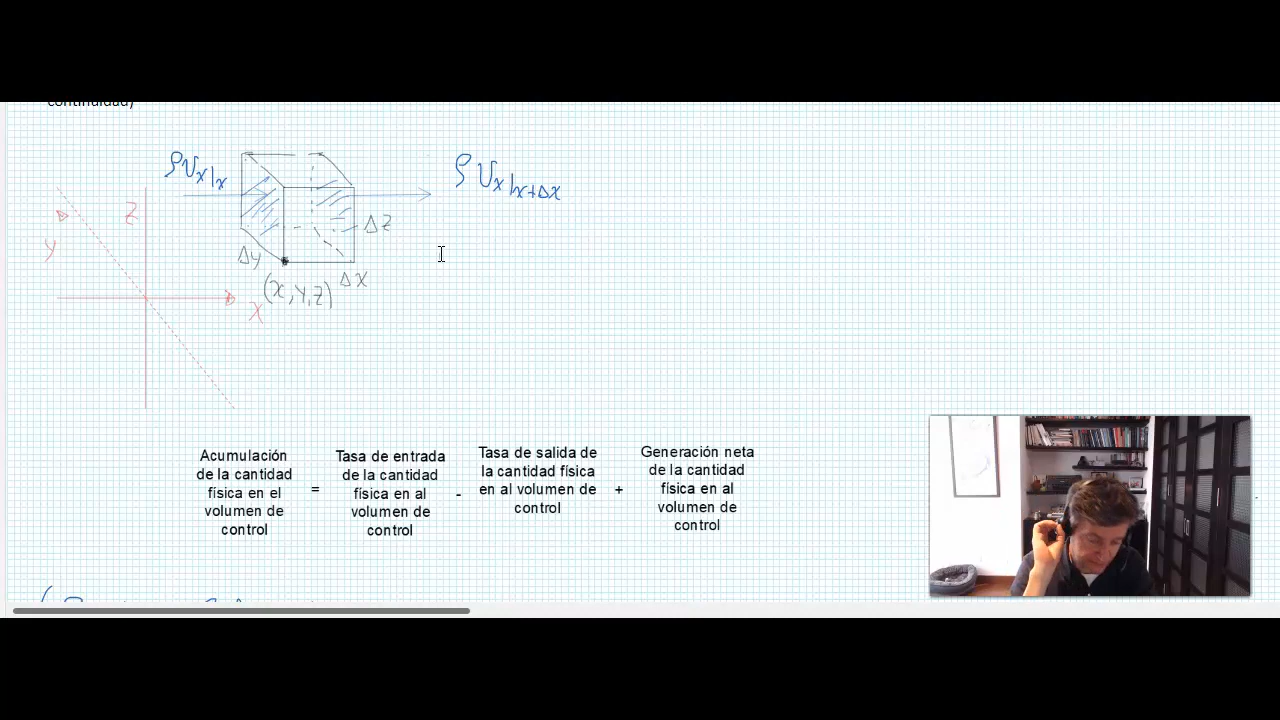 continuidad)
ρVx|x
ρVx|x+Δx
Z
Y
ΔZ
Δy
ΔX
(X,Y,Z)
X
Acumulación
de la cantidad
física en el
volumen de
control
=
Tasa de entrada
de la cantidad
física en al
volumen de
control
-
Tasa de salida de
la cantidad física
en al volumen de
control
+
Generación neta
de la cantidad
física en al
volumen de
control